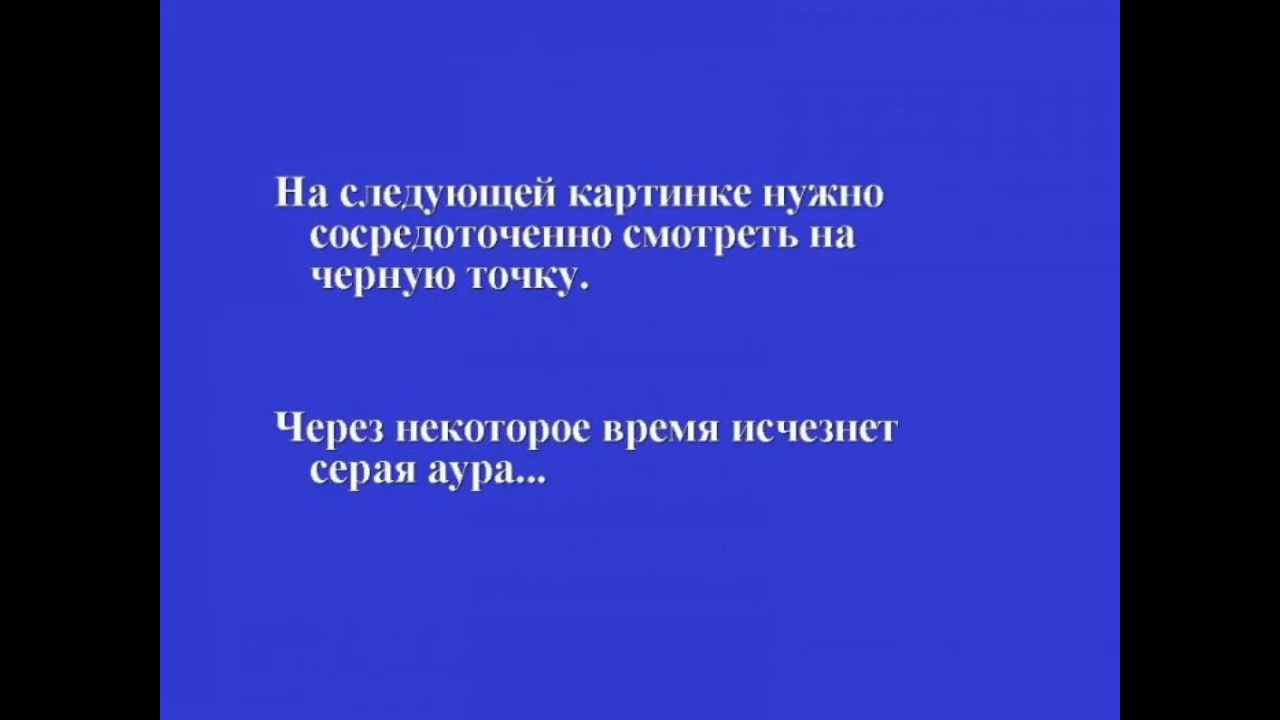 На следующей картинке нужно
сосредоточенно смотреть на
черную точку.
Через некоторое время исчезнет
серая аура...